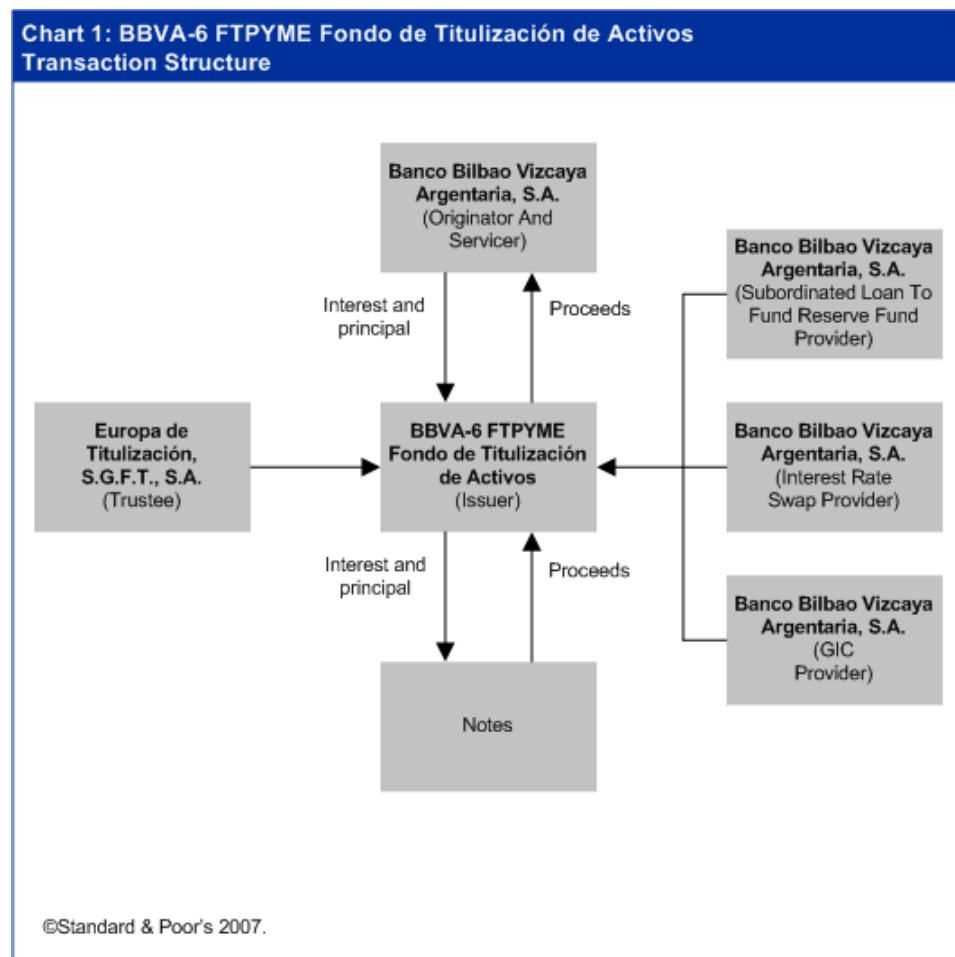 Chart 1: BBVA-6 FTPYME Fondo de Titulización de Activos
Transaction Structure
Banco Bilbao Vizcaya
Argentaria, S.A.
(Originator And
Servicer)
Interest and
principal
Proceeds
Banco Bilbao Vizcaya
Argentaria, S.A.
(Subordinated Loan To
Fund Reserve Fund
Provider)
Europa de
Titulización,
S.G.F.T., S.A.
(Trustee)
BBVA-6 FTPYME
Fondo de Titulización
de Activos
(Issuer)
Banco Bilbao Vizcaya
Argentaria, S.A.
(Interest Rate
Swap Provider)
Interest and
principal
Proceeds
Banco Bilbao Vizcaya
Argentaria, S.A.
(GIC
Provider)
Notes
©Standard & Poor's 2007.